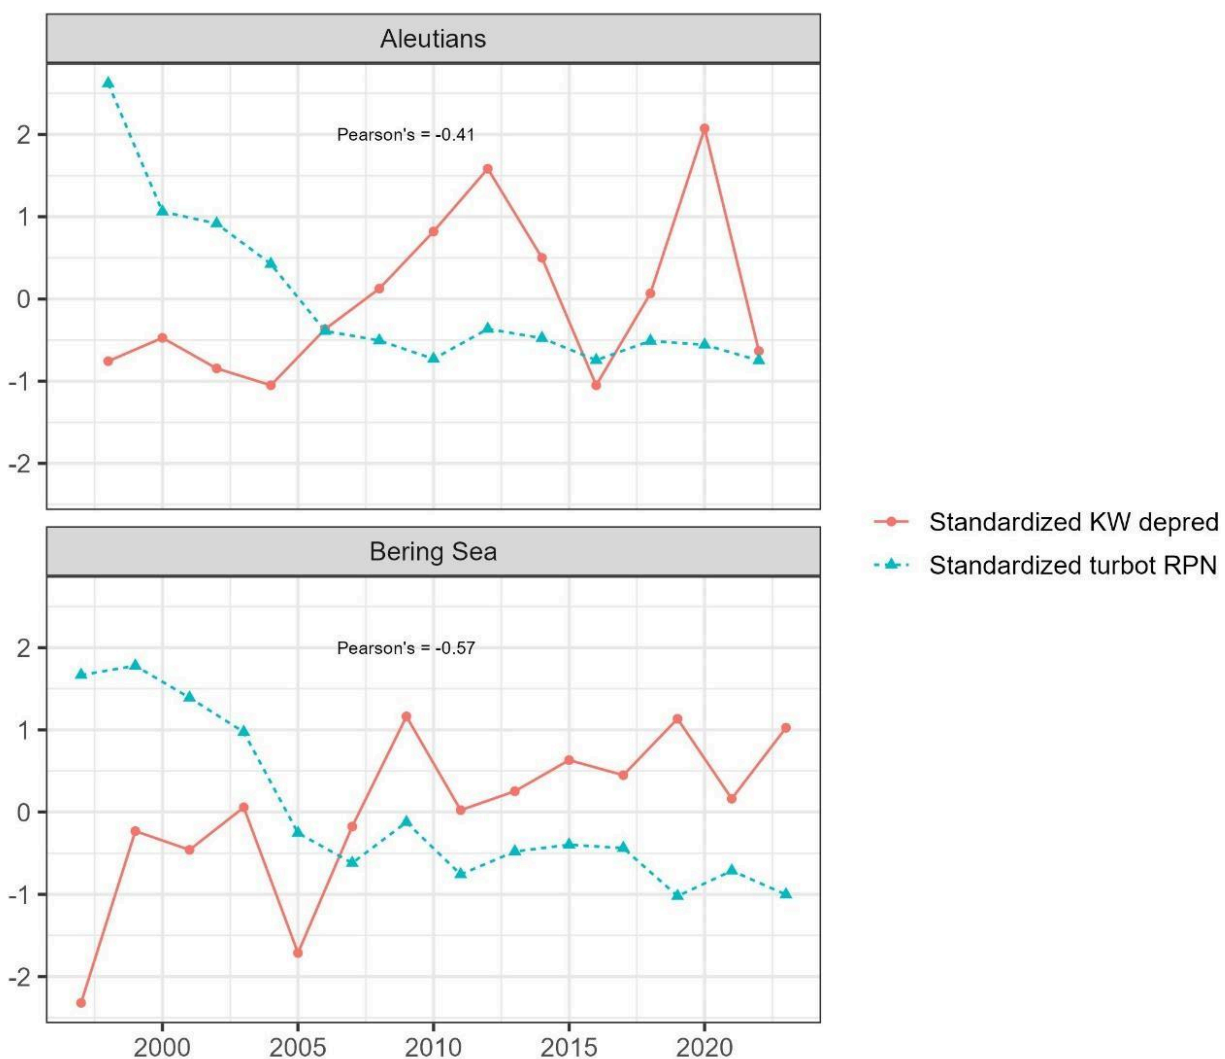 Aleutians
Pearson's = -0.41
2
1
0
-1
-2
Standardized KW depred
Standardized turbot RPN
Bering Sea
Pearson's = -0.57
2
1
0
-1
-2
2000 2005 2010 2015 2020